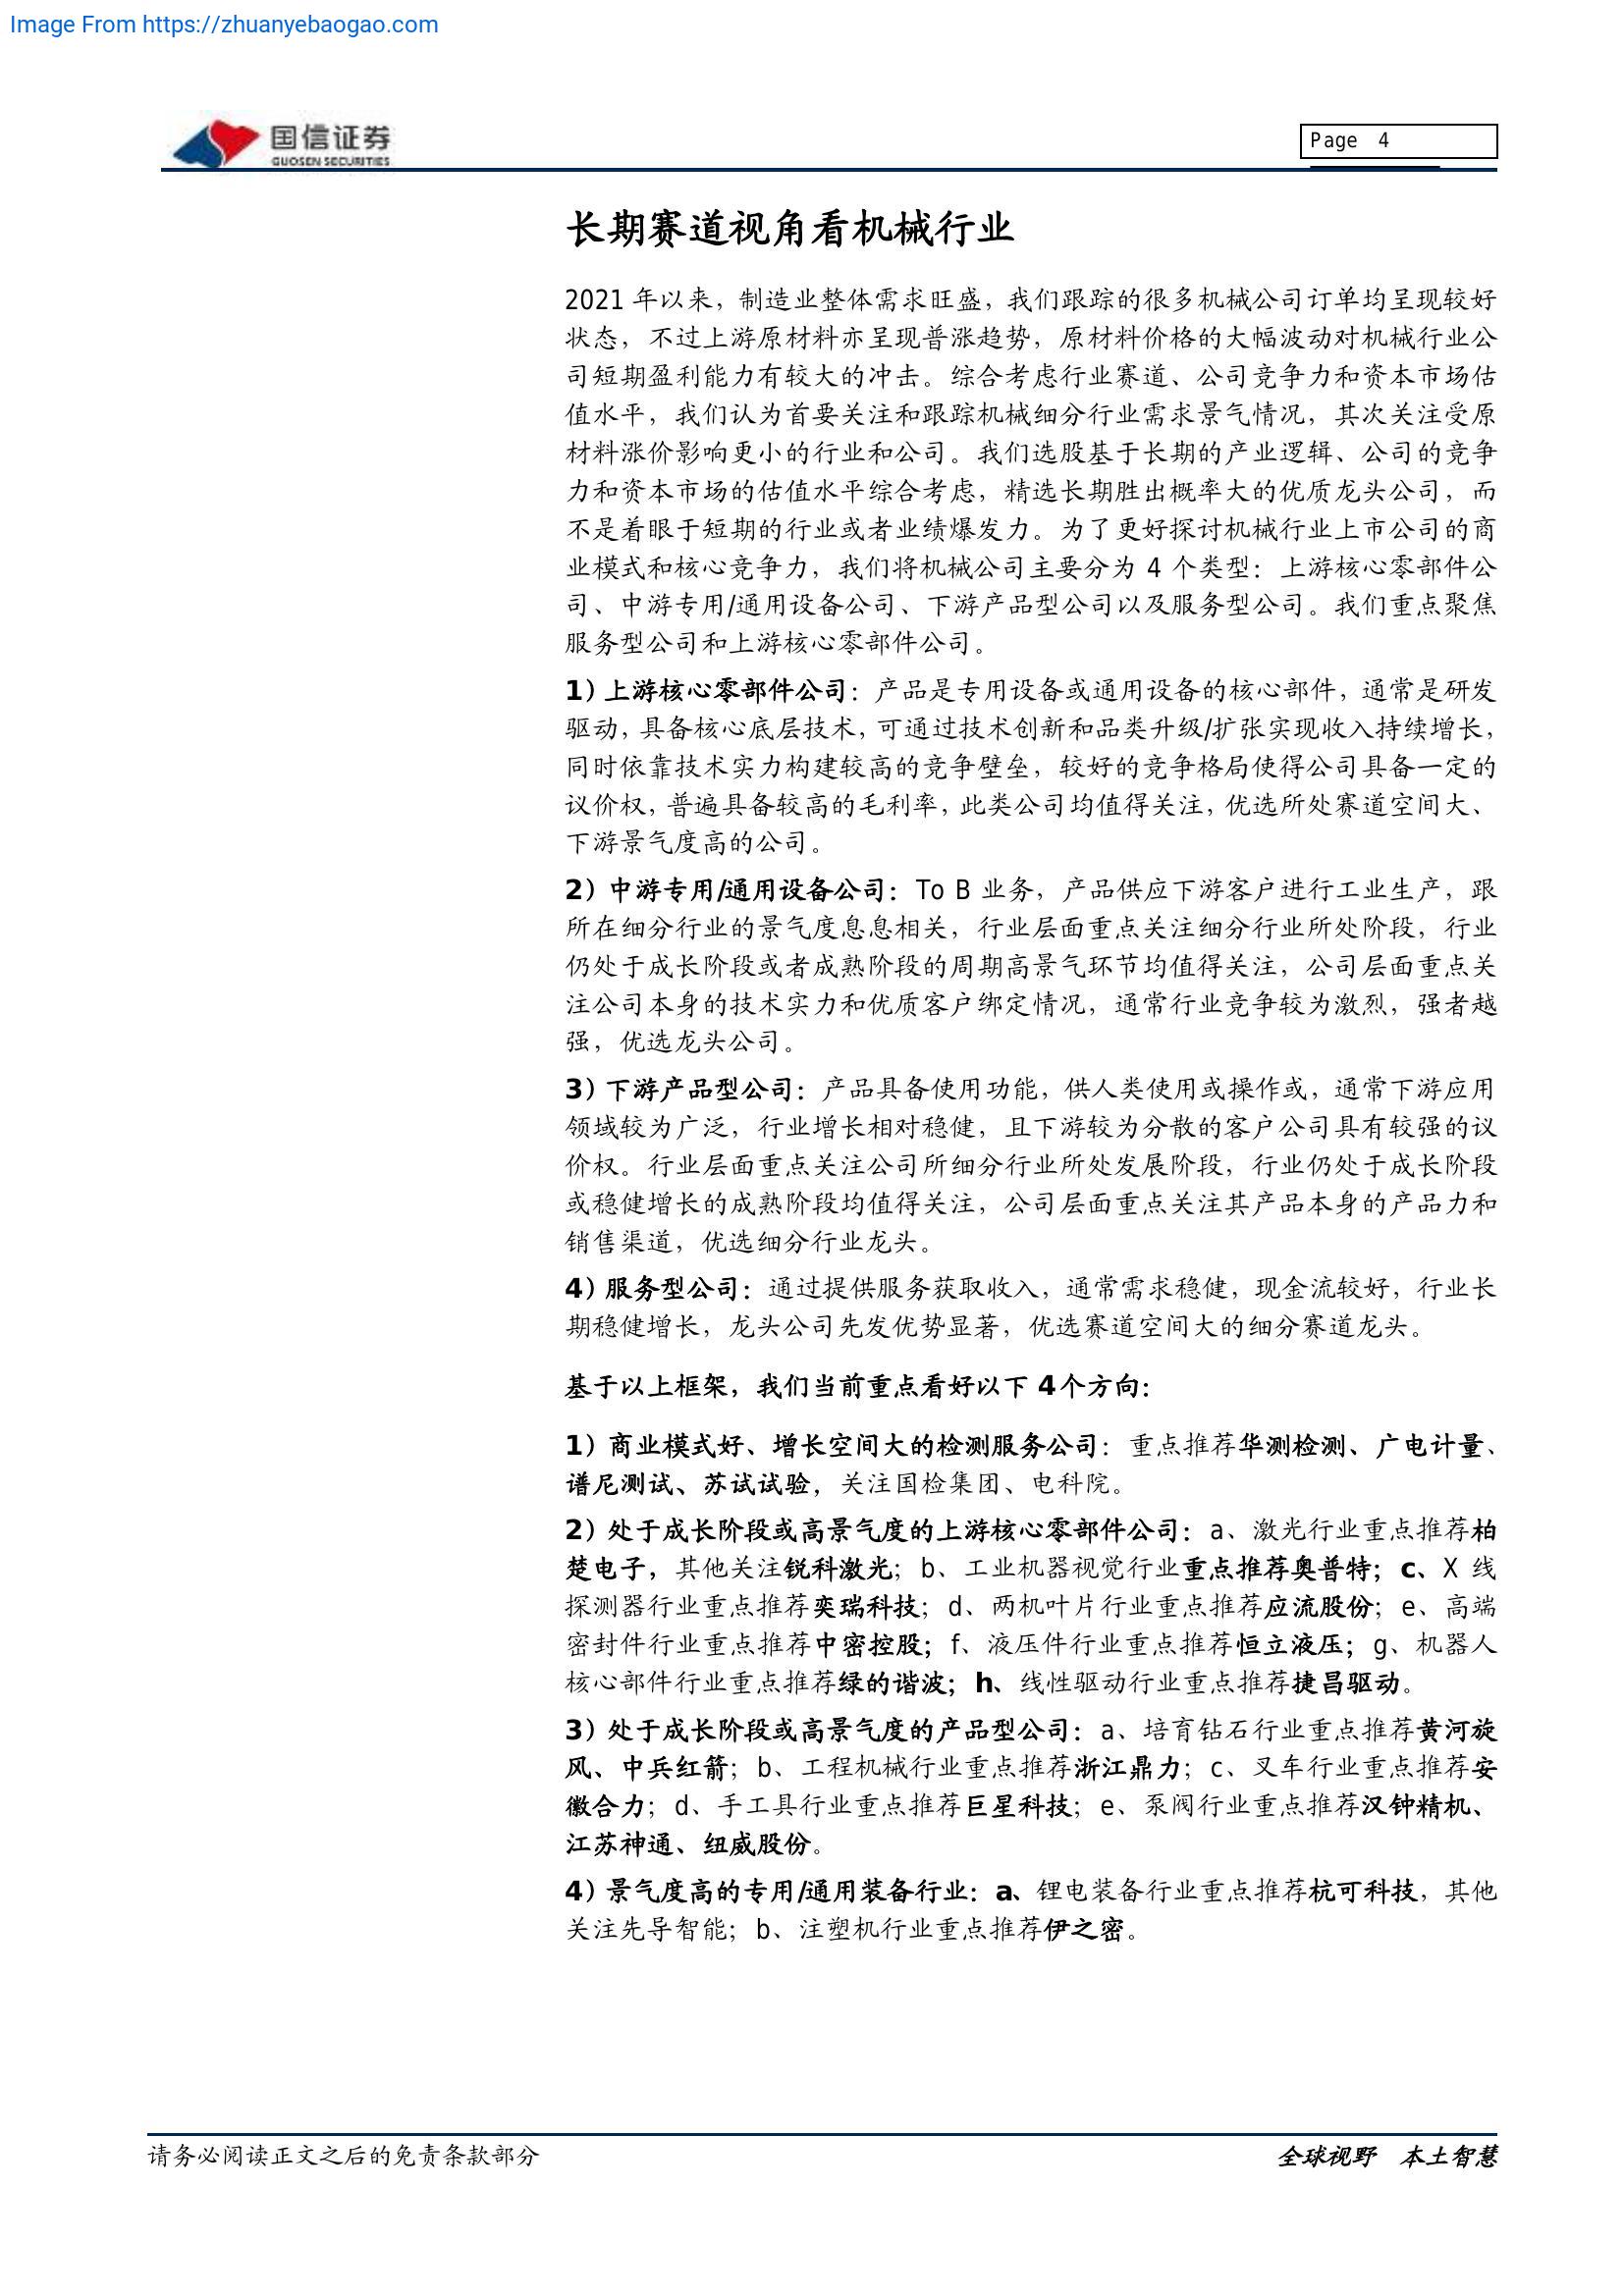 Image From https://zhuanyebaogao.com
国信证券
GUOSEN SECURITIES
Page 4
长期赛道视角看机械行业
2021 年以来，制造业整体需求旺盛，我们跟踪的很多机械公司订单均呈现较好
状态，不过上游原材料亦呈现普涨趋势，原材料价格的大幅波动对机械行业公
司短期盈利能力有较大的冲击。综合考虑行业赛道、公司竞争力和资本市场估
值水平，我们认为首要关注和跟踪机械细分行业需求景气情况，其次关注受原
材料涨价影响更小的行业和公司。我们选股基于长期的产业逻辑、公司的竞争
力和资本市场的估值水平综合考虑，精选长期胜出概率大的优质龙头公司，而
不是着眼于短期的行业或者业绩爆发力。为了更好探讨机械行业上市公司的商
业模式和核心竞争力，我们将机械公司主要分为 4 个类型：上游核心零部件公
司、中游专用/通用设备公司、下游产品型公司以及服务型公司。我们重点聚焦
服务型公司和上游核心零部件公司。
1）上游核心零部件公司：产品是专用设备或通用设备的核心部件，通常是研发
驱动，具备核心底层技术，可通过技术创新和品类升级/扩张实现收入持续增长，
同时依靠技术实力构建较高的竞争壁垒，较好的竞争格局使得公司具备一定的
议价权，普遍具备较高的毛利率，此类公司均值得关注，优选所处赛道空间大、
下游景气度高的公司。
2）中游专用/通用设备公司：To B 业务，产品供应下游客户进行工业生产，跟
所在细分行业的景气度息息相关，行业层面重点关注细分行业所处阶段，行业
仍处于成长阶段或者成熟阶段的周期高景气环节均值得关注，公司层面重点关
注公司本身的技术实力和优质客户绑定情况，通常行业竞争较为激烈，强者越
强，优选龙头公司。
3）下游产品型公司：产品具备使用功能，供人类使用或操作或，通常下游应用
领域较为广泛，行业增长相对稳健，且下游较为分散的客户公司具有较强的议
价权。行业层面重点关注公司所细分行业所处发展阶段，行业仍处于成长阶段
或稳健增长的成熟阶段均值得关注，公司层面重点关注其产品本身的产品力和
销售渠道，优选细分行业龙头。
4）服务型公司：通过提供服务获取收入，通常需求稳健，现金流较好，行业长
期稳健增长，龙头公司先发优势显著，优选赛道空间大的细分赛道龙头。
基于以上框架，我们当前重点看好以下 4个方向：
1）商业模式好、增长空间大的检测服务公司：重点推荐华测检测、广电计量、
谱尼测试、苏试试验，关注国检集团、电科院。
2）处于成长阶段或高景气度的上游核心零部件公司：a、激光行业重点推荐柏
楚电子，其他关注锐科激光；b、工业机器视觉行业重点推荐奥普特；c、X 线
探测器行业重点推荐奕瑞科技；d、两机叶片行业重点推荐应流股份；e、高端
密封件行业重点推荐中密控股；f、液压件行业重点推荐恒立液压；g、机器人
核心部件行业重点推荐绿的谐波；h、线性驱动行业重点推荐捷昌驱动。
3）处于成长阶段或高景气度的产品型公司：a、培育钻石行业重点推荐黄河旋
风、中兵红箭；b、工程机械行业重点推荐浙江鼎力；c、叉车行业重点推荐安
徽合力；d、手工具行业重点推荐巨星科技；e、泵阀行业重点推荐汉钟精机、
江苏神通、纽威股份。
4）景气度高的专用/通用装备行业：a、锂电装备行业重点推荐杭可科技，其他
关注先导智能；b、注塑机行业重点推荐伊之密。
请务必阅读正文之后的免责条款部分
全球视野 本土智慧